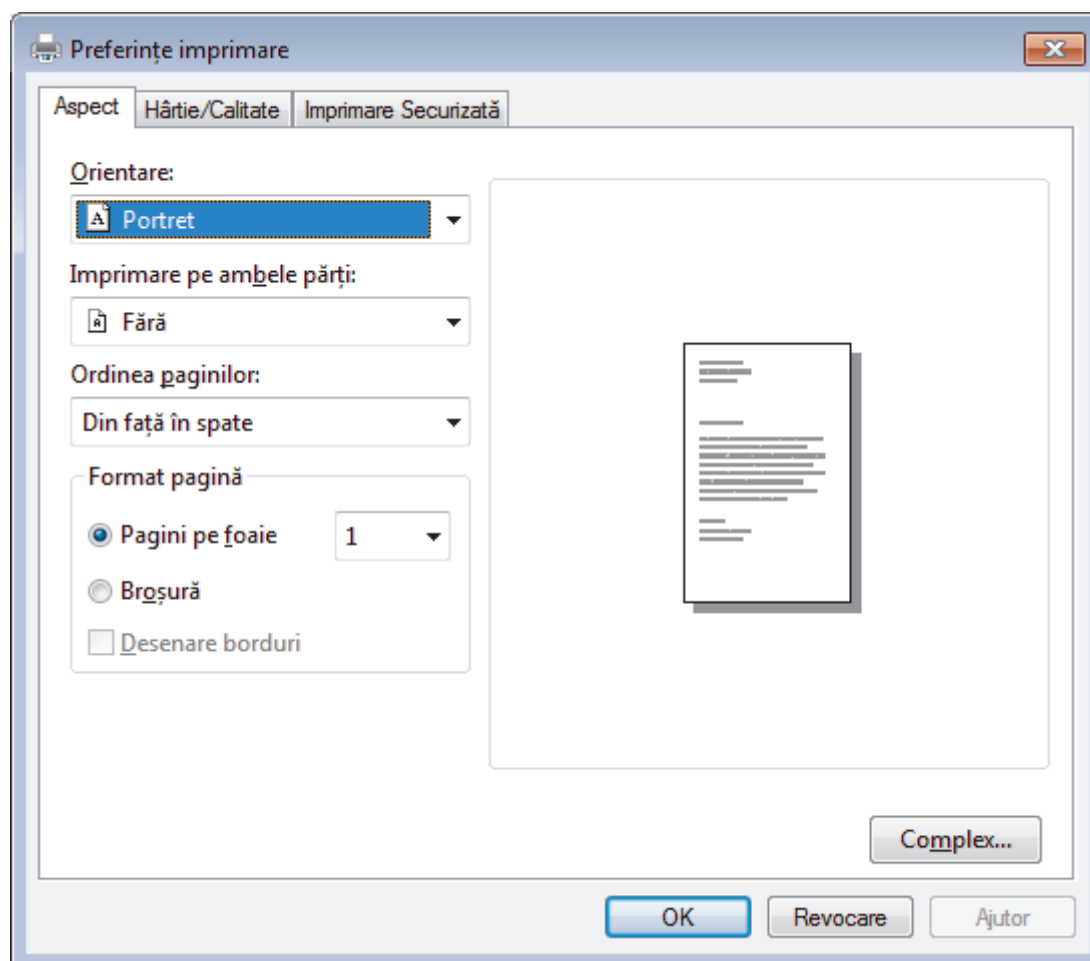 Preferințe imprimare
Aspect Hârtie/Calitate Imprimare Securizată
Orientare:
A Portret
Imprimare pe ambele părți:
A Fără
Ordinea paginilor:
Din față în spate
Format pagină
Pagini pe foaie 1
Broșură
Desenare borduri
Complex...
OK Revocare Ajutor